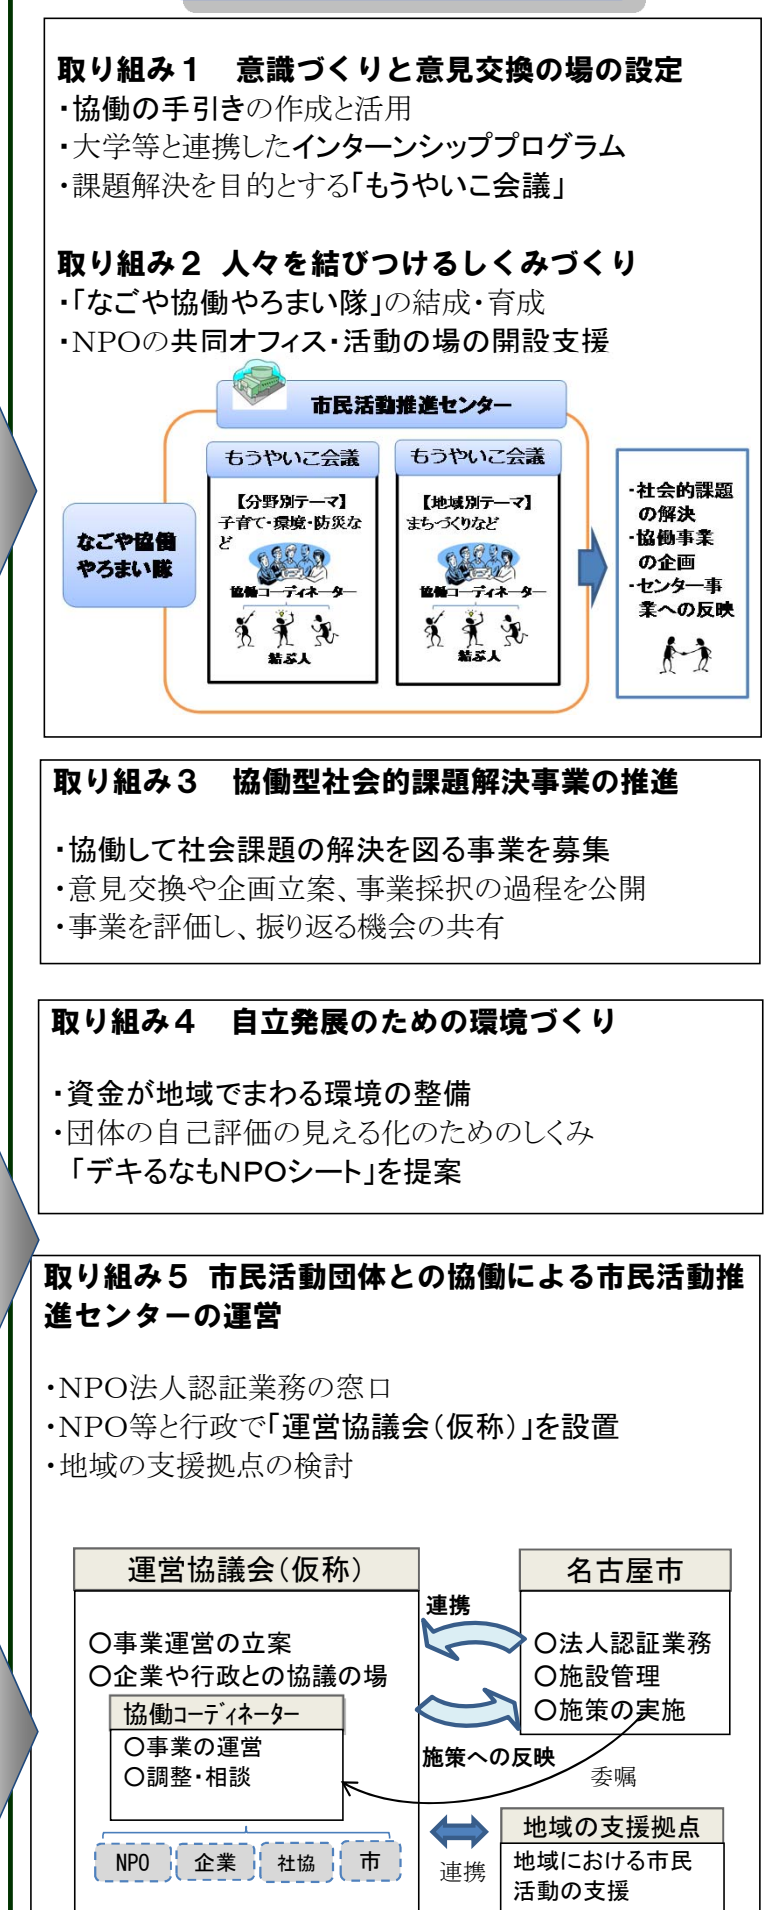 取り組み１　意識づくりと意見交換の場の設定
・協働の手引きの作成と活用
・大学等と連携したインターンシッププログラム
・課題解決を目的とする「もうやいこ会議」
取り組み２ 人々を結びつけるしくみづくり
・「なごや協働やろまい隊」の結成・育成
・NPOの共同オフィス・活動の場の開設支援
市民活動推進センター
もうやいこ会議
【分野別テーマ】
子育て・環境・防災な
ど
協働コーディネーター
結ぶ人
もうやいこ会議
【地域別テーマ】
まちづくりなど
協働コーディネーター
結ぶ人
なごや協働
やろまい隊
・社会的課題
の解決
・協働事業
の企画
・センター事
業への反映
取り組み３　協働型社会的課題解決事業の推進
・協働して社会課題の解決を図る事業を募集
・意見交換や企画立案、事業採択の過程を公開
・事業を評価し、振り返る機会の共有
取り組み４　自立発展のための環境づくり
・資金が地域でまわる環境の整備
・団体の自己評価の見える化のためのしくみ
「デキるなもNPOシート」を提案
取り組み５ 市民活動団体との協働による市民活動推
進センターの運営
・NPO法人認証業務の窓口
・NPO等と行政で「運営協議会（仮称）」を設置
・地域の支援拠点の検討
運営協議会（仮称）
〇事業運営の立案
〇企業や行政との協議の場
協働コーディネーター
〇事業の運営
〇調整・相談
NPO
企業
社協
市
連携
施策への反映
名古屋市
〇法人認証業務
〇施設管理
〇施策の実施
委嘱
連携
地域の支援拠点
地域における市民
活動の支援